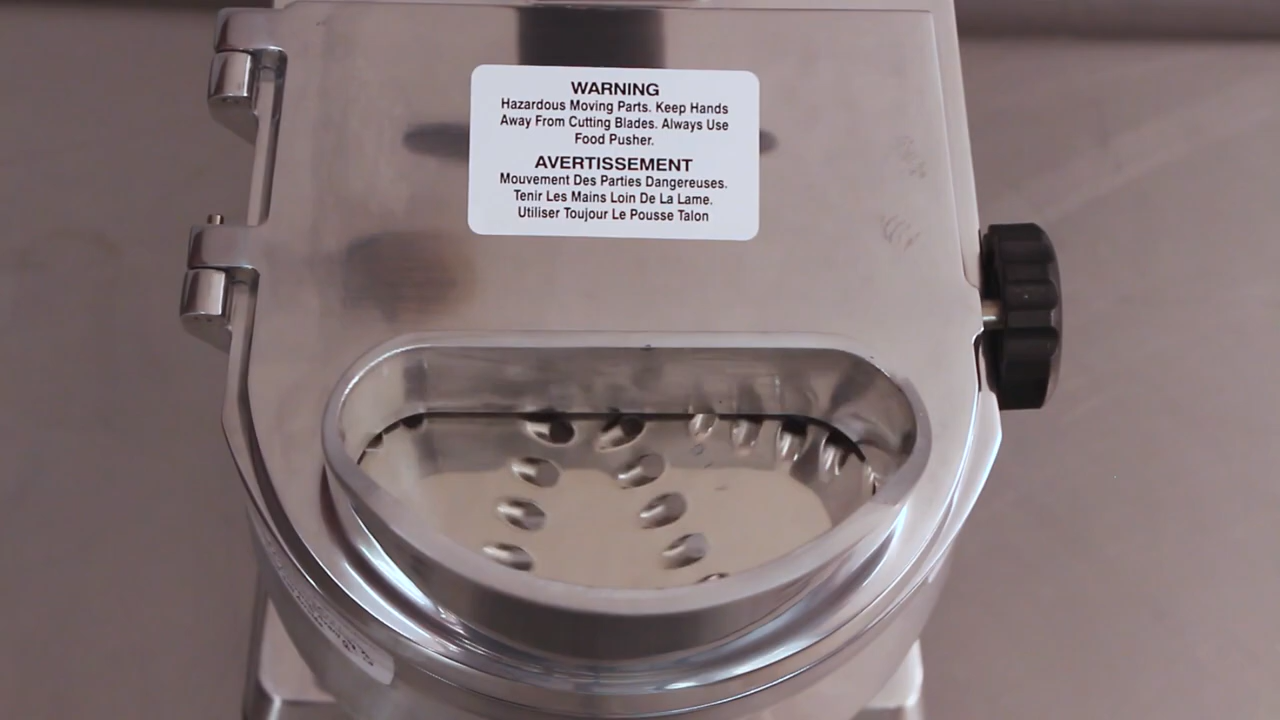 WARNING
Hazardous Moving Parts. Keep Hands
Away From Cutting Blades. Always Use
Food Pusher.
AVERTISSEMENT
Mouvement Des Parties Dangereuses.
Tenir Les Mains Loin De La Lame.
Utiliser Toujour Le Pousse Talon